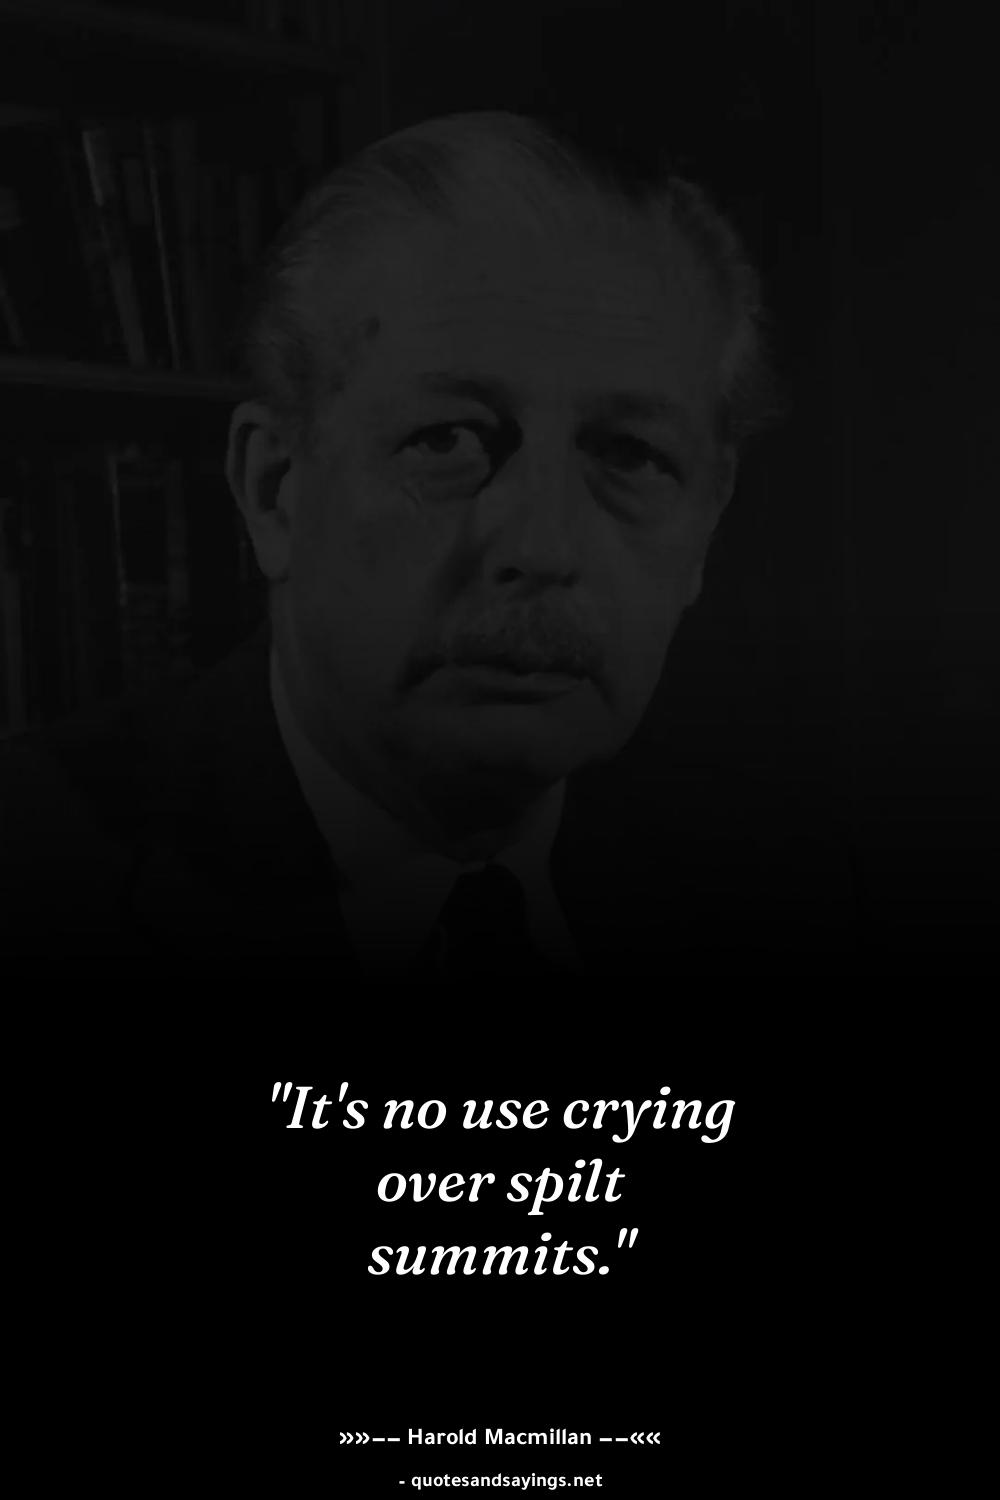 "It's no use crying
over spilt
summits."
»»–– Harold Macmillan ––««
- quotesandsayings.net